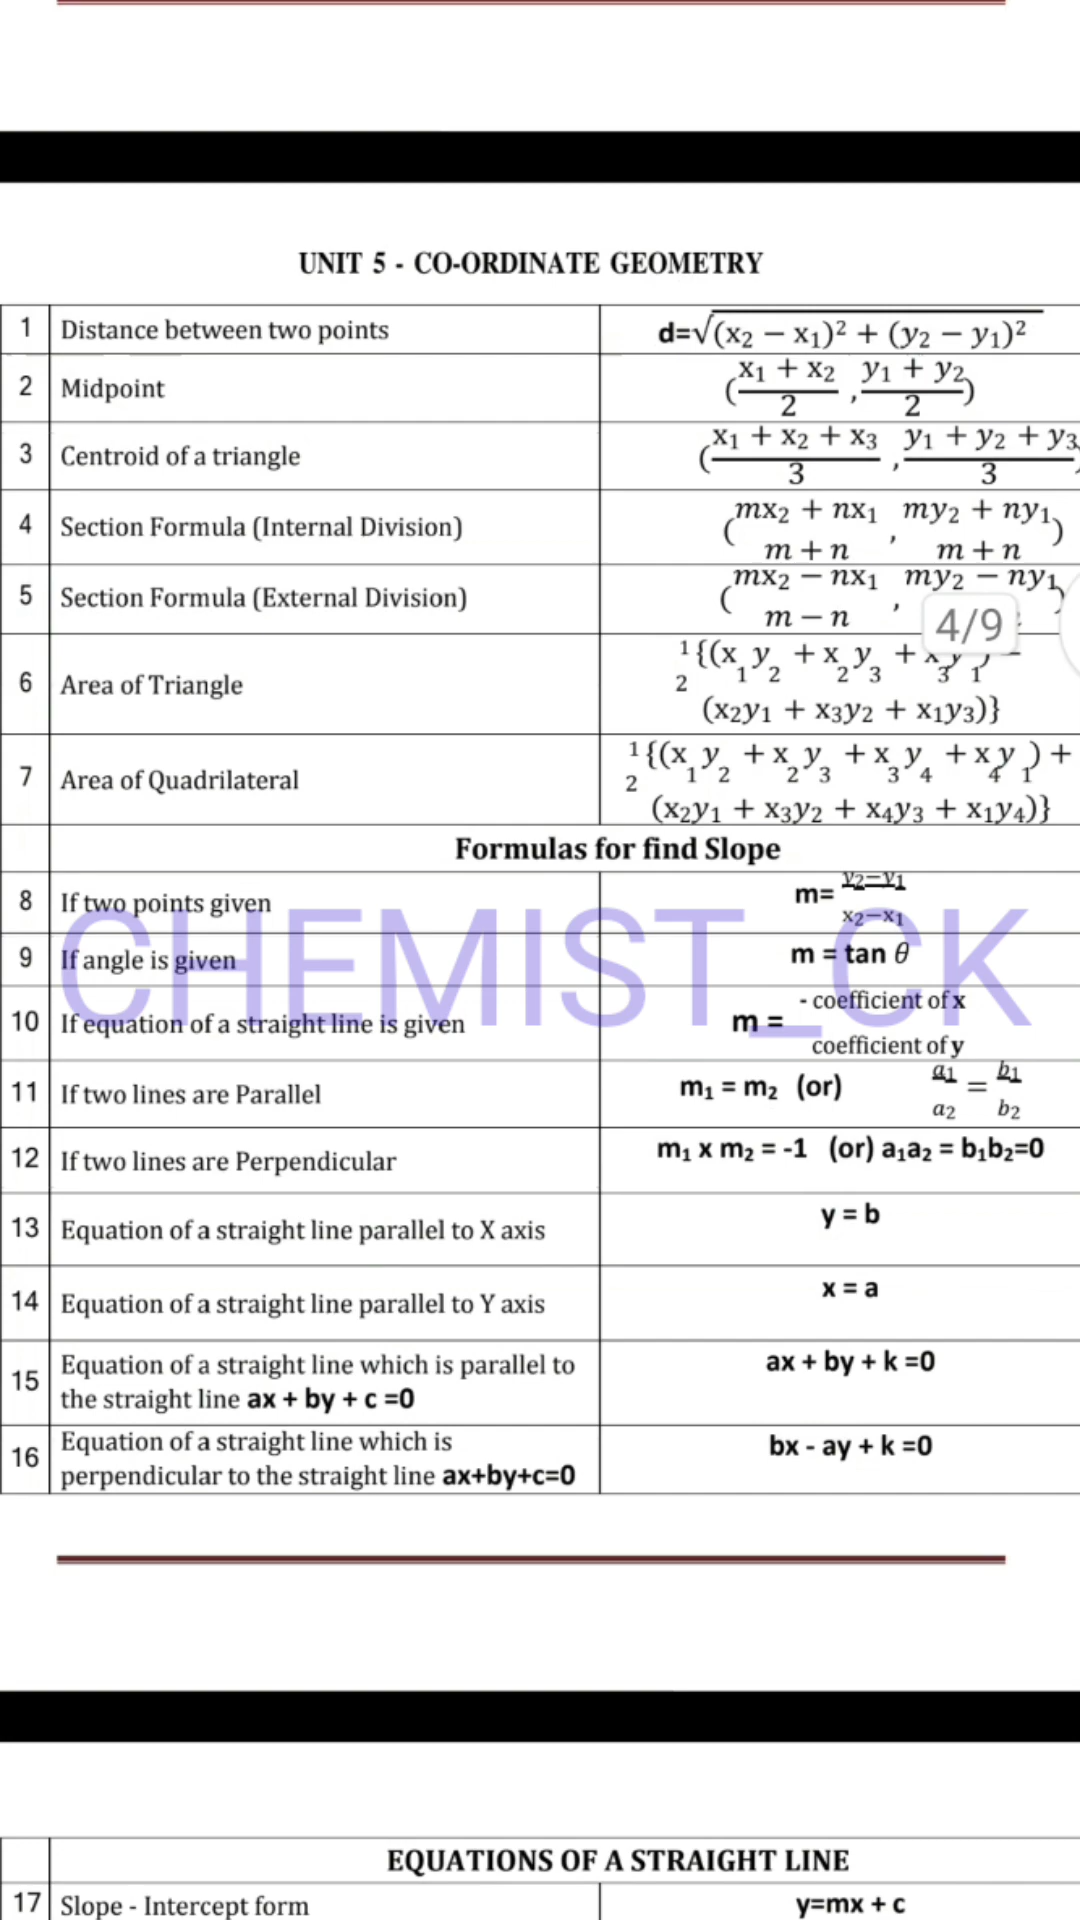 UNIT 5 - CO-ORDINATE GEOMETRY
1 Distance between two points d=√(x₂ − x₁)² + (y₂ − y₁)²
2 Midpoint (x₁ + x₂ / 2 , y₁ + y₂ / 2)
3 Centroid of a triangle (x₁ + x₂ + x₃ / 3 , y₁ + y₂ + y₃ / 3)
4 Section Formula (Internal Division) (mx₂ + nx₁ / m + n , my₂ + ny₁ / m + n)
5 Section Formula (External Division) (mx₂ − nx₁ / m − n , my₂ − ny₁
4/9
6 Area of Triangle 1/2 {(x₁y₂ + x₂y₃ + x₃y₁) −
(x₂y₁ + x₃y₂ + x₁y₃)}
7 Area of Quadrilateral 1/2 {(x₁y₂ + x₂y₃ + x₃y₄ + x₄y₁) +
(x₂y₁ + x₃y₂ + x₄y₃ + x₁y₄)}
Formulas for find Slope
8 If two points given m= y₂−y₁ / x₂−x₁
9 If angle is given m = tan θ
CHEMIST_CK
10 If equation of a straight line is given m = - coefficient of x / coefficient of y
11 If two lines are Parallel m₁ = m₂ (or) a₁/a₂ = b₁/b₂
12 If two lines are Perpendicular m₁ x m₂ = -1 (or) a₁a₂ = b₁b₂=0
13 Equation of a straight line parallel to X axis y = b
14 Equation of a straight line parallel to Y axis x = a
15 Equation of a straight line which is parallel to ax + by + k =0
the straight line ax + by + c =0
16 Equation of a straight line which is bx - ay + k =0
perpendicular to the straight line ax+by+c=0
EQUATIONS OF A STRAIGHT LINE
17 Slope - Intercept form y=mx + c